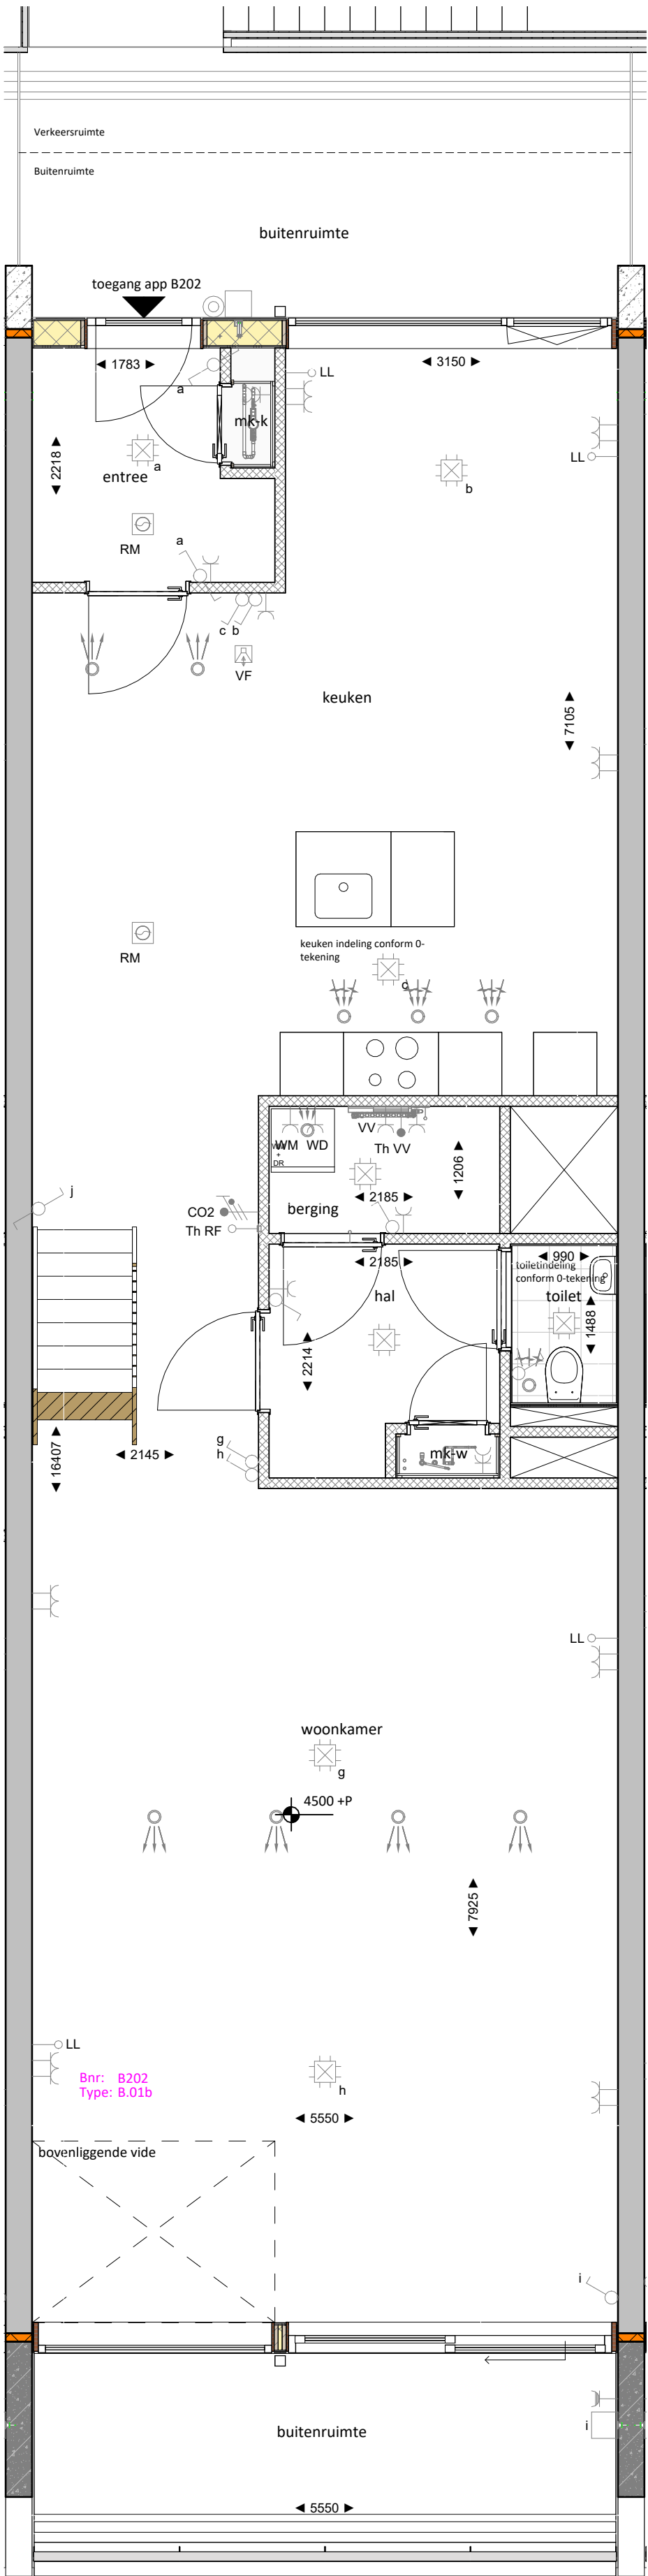 Verkeersruimte
Buitenruimte
buitenruimte
toegang app B202
1783
3150
LL
a
mk-k
LL
2218
a
entree
b
RM
a
c b
VF
keuken
7105
RM
keuken indeling conform 0-
tekening
c
WM WD
DR
VV
Th VV
1206
j
CO2
Th RF
berging
2185
2185
990
toiletindeling
conform 0-tekening
toilet
hal
1488
2214
g
h
mk-w
16407
2145
LL
woonkamer
g
4500 +P
7925
LL
Bnr: B202
Type: B.01b
h
5550
bovenliggende vide
i
i
buitenruimte
5550